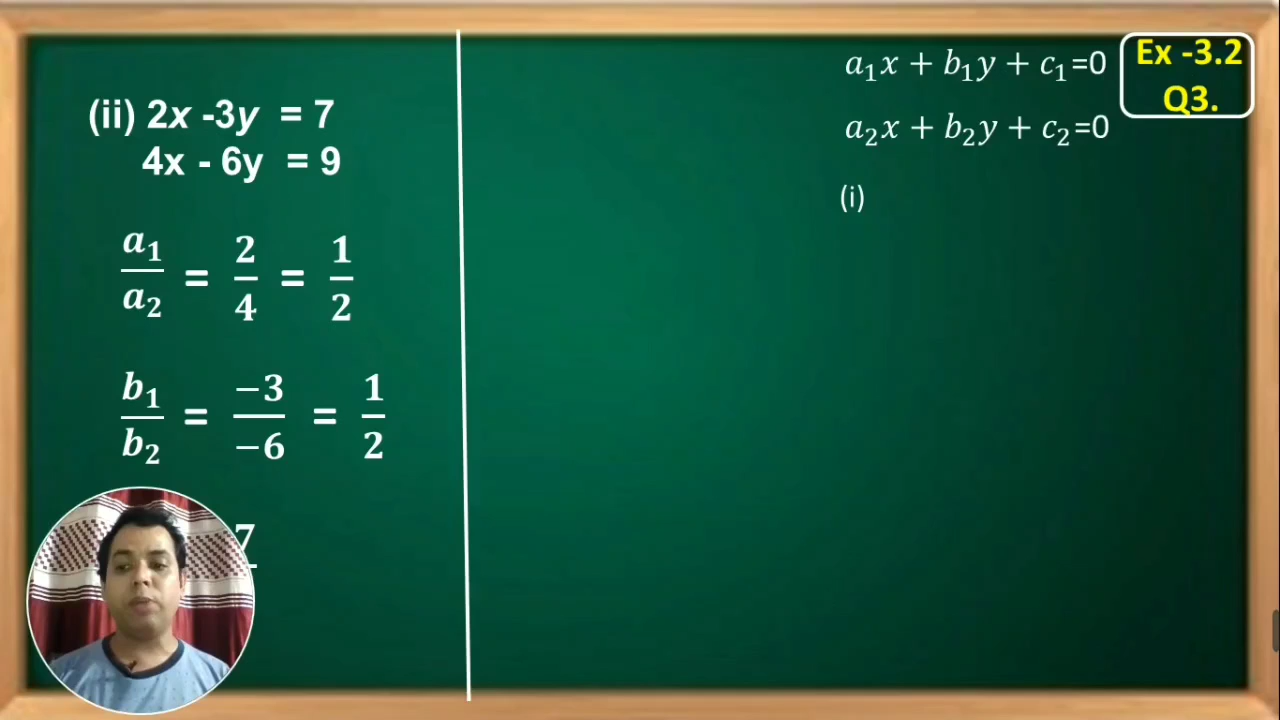 (ii) 2x -3y = 7
4x - 6y = 9
a₁/a₂ = 2/4 = 1/2
b₁/b₂ = −3/−6 = 1/2
7
a₁x + b₁y + c₁=0
a₂x + b₂y + c₂=0
(i)
Ex -3.2
Q3.